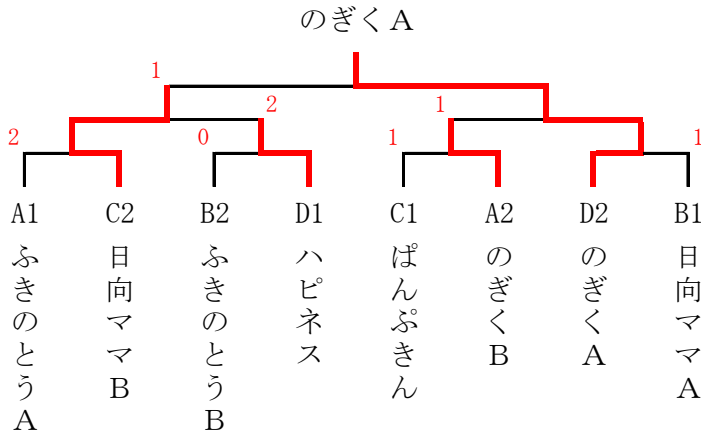 のぎくA
1
2
1
2
0
1
1
A1
C2
B2
D1
C1
A2
D2
B1
ふきのとうA
日向ママB
ふきのとうB
ハピネス
ぱんぷきん
のぎくB
のぎくA
日向ママA